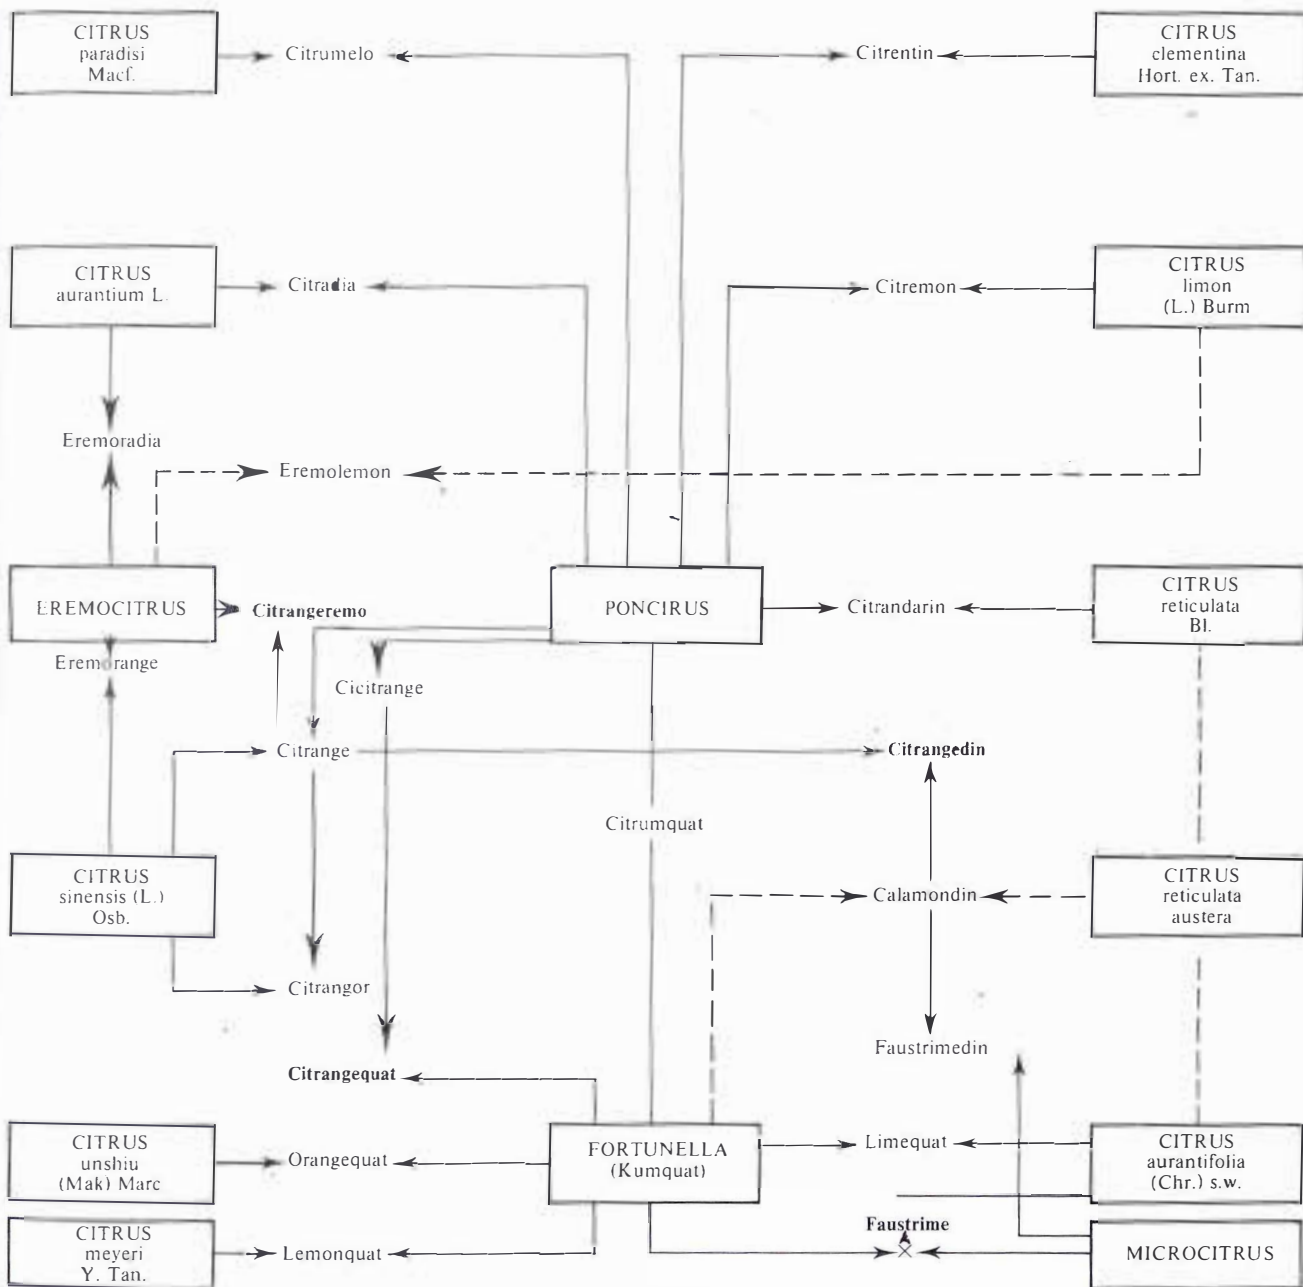 CITRUS
paradisi
Macf.
Citrumelo
Citrentin
CITRUS
clementina
Hort. ex. Tan.
CITRUS
aurantium L.
Citradia
Citremon
CITRUS
limon
(L.) Burm
Eremoradia
Eremolemon
EREMOCITRUS
Citrangeremo
PONCIRUS
Citrandarin
CITRUS
reticulata
Bl.
Eremorange
Cicitrange
Citrange
Citrangedin
Citrumquat
CITRUS
sinensis (L.)
Osb.
Calamondin
CITRUS
reticulata
austera
Citrangor
Faustrimedin
Citrangequat
CITRUS
unshiu
(Mak) Marc
Orangequat
FORTUNELLA
(Kumquat)
Limequat
CITRUS
aurantifolia
(Chr.) s.w.
CITRUS
meyeri
Y. Tan.
Lemonquat
Faustrime
MICROCITRUS